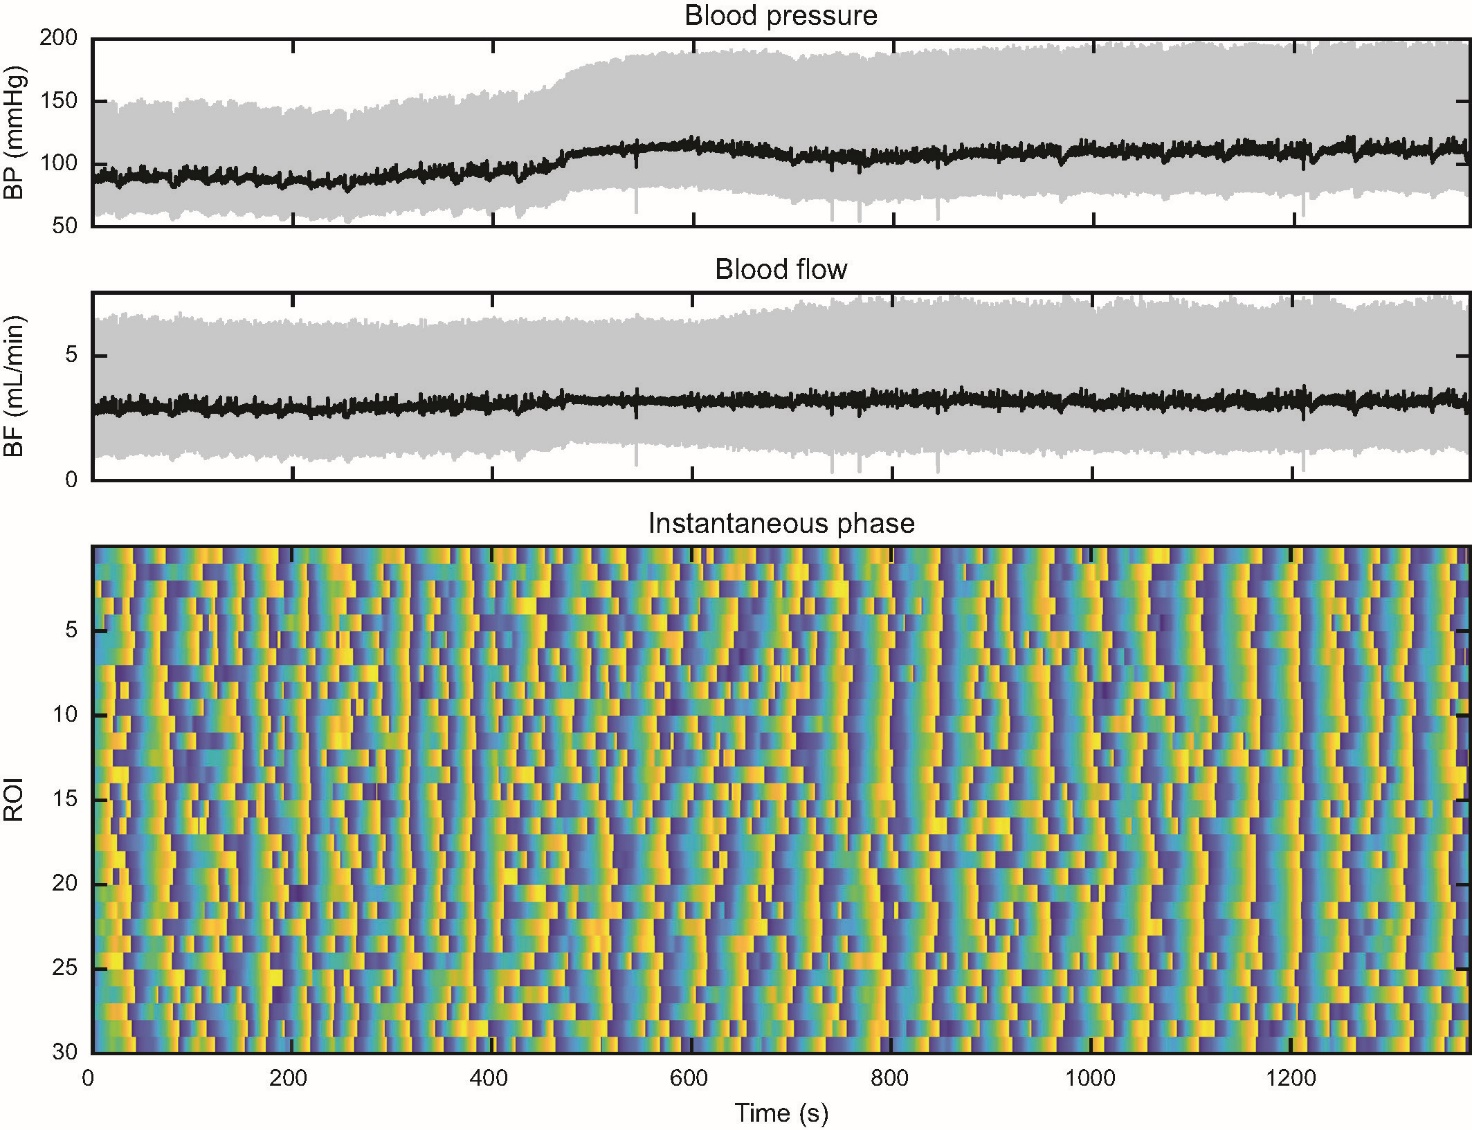 Blood pressure
200
150
100
50
BP (mmHg)
Blood flow
5
0
BF (mL/min)
Instantaneous phase
5
10
15
20
25
30
ROI
0 200 400 600 800 1000 1200
Time (s)